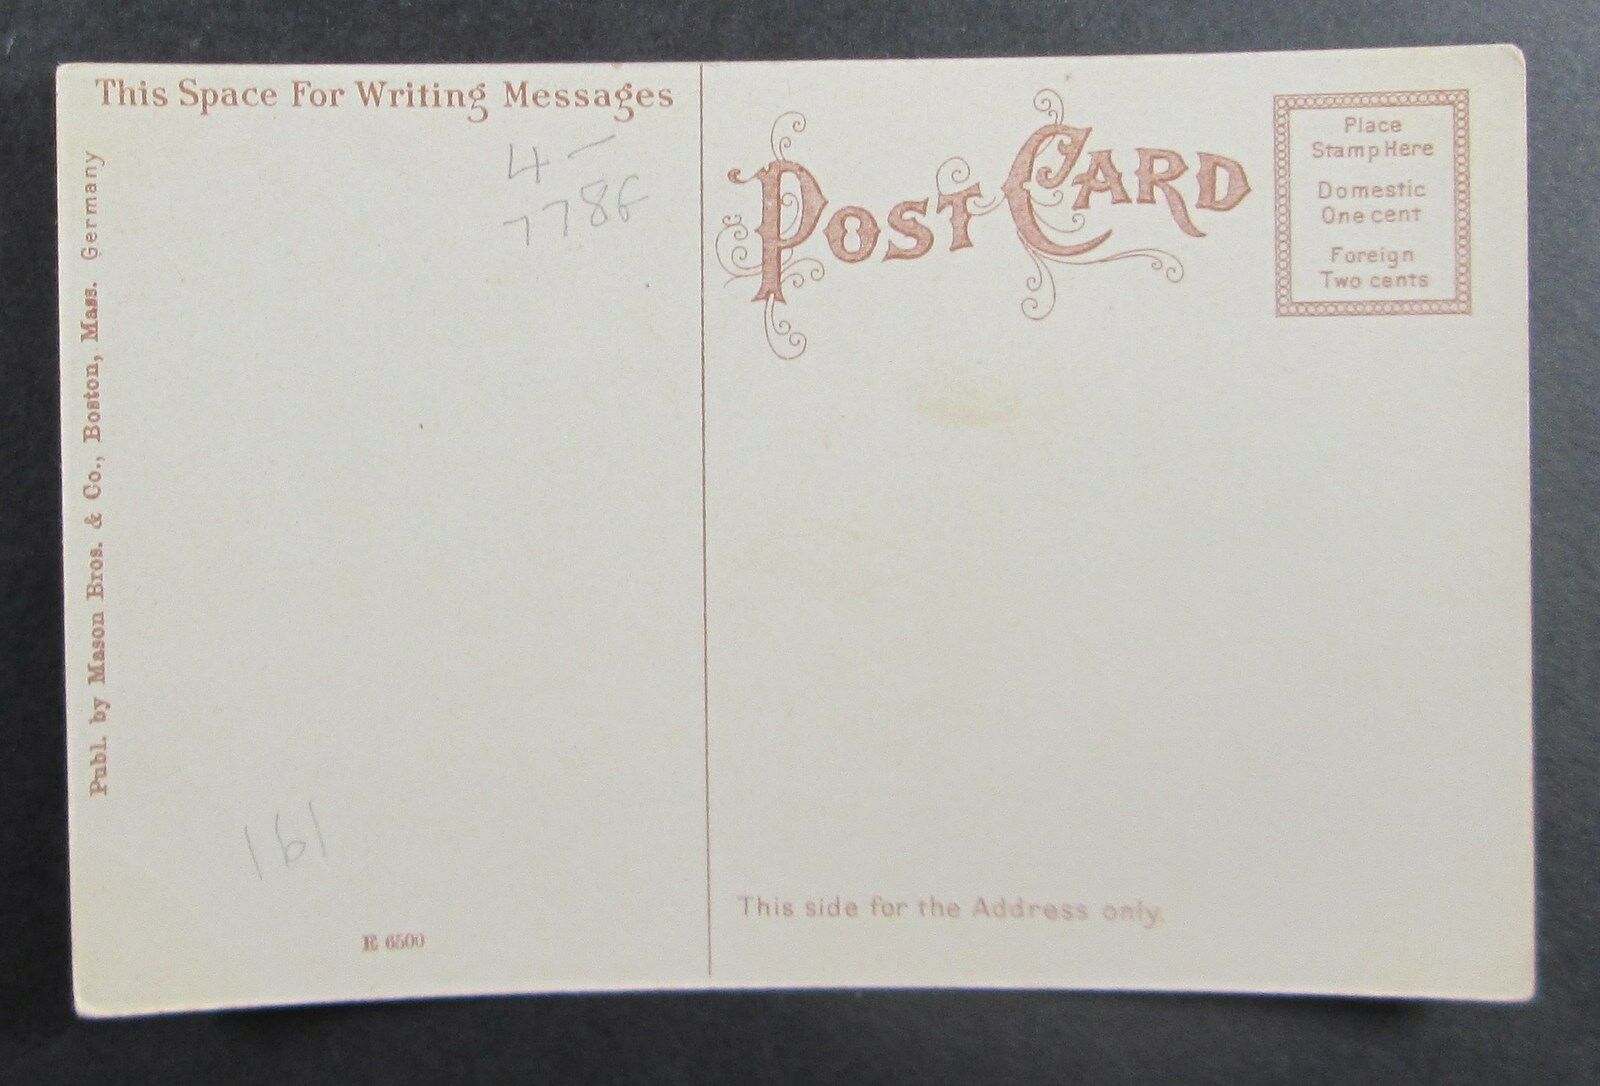 This Space For Writing Messages
4 —
Publ. by Mason Bros. & Co., Boston, Mass. Germany
161
E 6500
POST CARD
Place
Stamp Here
Domestic
One cent
Foreign
Two cents
This side for the Address only.